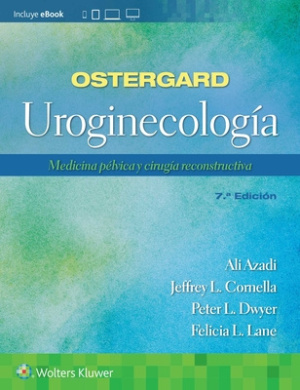 Incluye eBook
OSTERGARD
Uroginecología
Medicina pélvica y cirugía reconstructiva
7.ª Edición
Ali Azadi
Jeffrey L. Cornella
Peter L. Dwyer
Felicia L. Lane
Wolters Kluwer